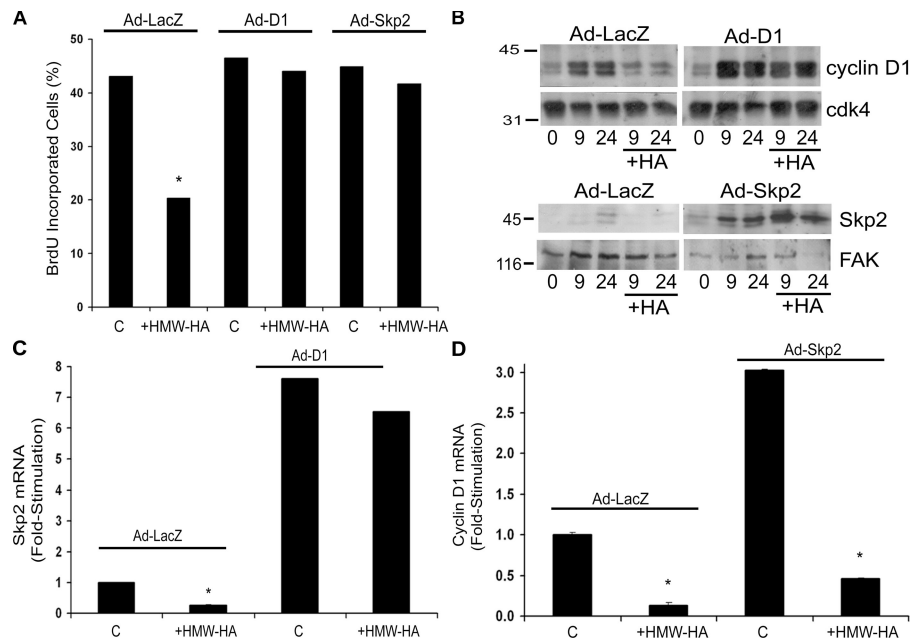 A
Ad-LacZ
Ad-D1
Ad-Skp2
BrdU Incorporated Cells (%)
50
40
30
20
10
0
*
C
+HMW-HA
C
+HMW-HA
C
+HMW-HA
B
Ad-LacZ
Ad-D1
45
cyclin D1
cdk4
31
0 9 24 9 24
0 9 24 9 24
+HA
+HA
Ad-LacZ
Ad-Skp2
45
Skp2
116
FAK
0 9 24 9 24
0 9 24 9 24
+HA
+HA
C
Ad-D1
Skp2 mRNA
(Fold-Stimulation)
8
7
6
5
4
3
2
1
0
Ad-LacZ
*
C
+HMW-HA
C
+HMW-HA
D
Ad-Skp2
Cyclin D1 mRNA
(Fold-Stimulation)
3.0
2.5
2.0
1.5
1.0
0.5
0.0
Ad-LacZ
*
*
C
+HMW-HA
C
+HMW-HA